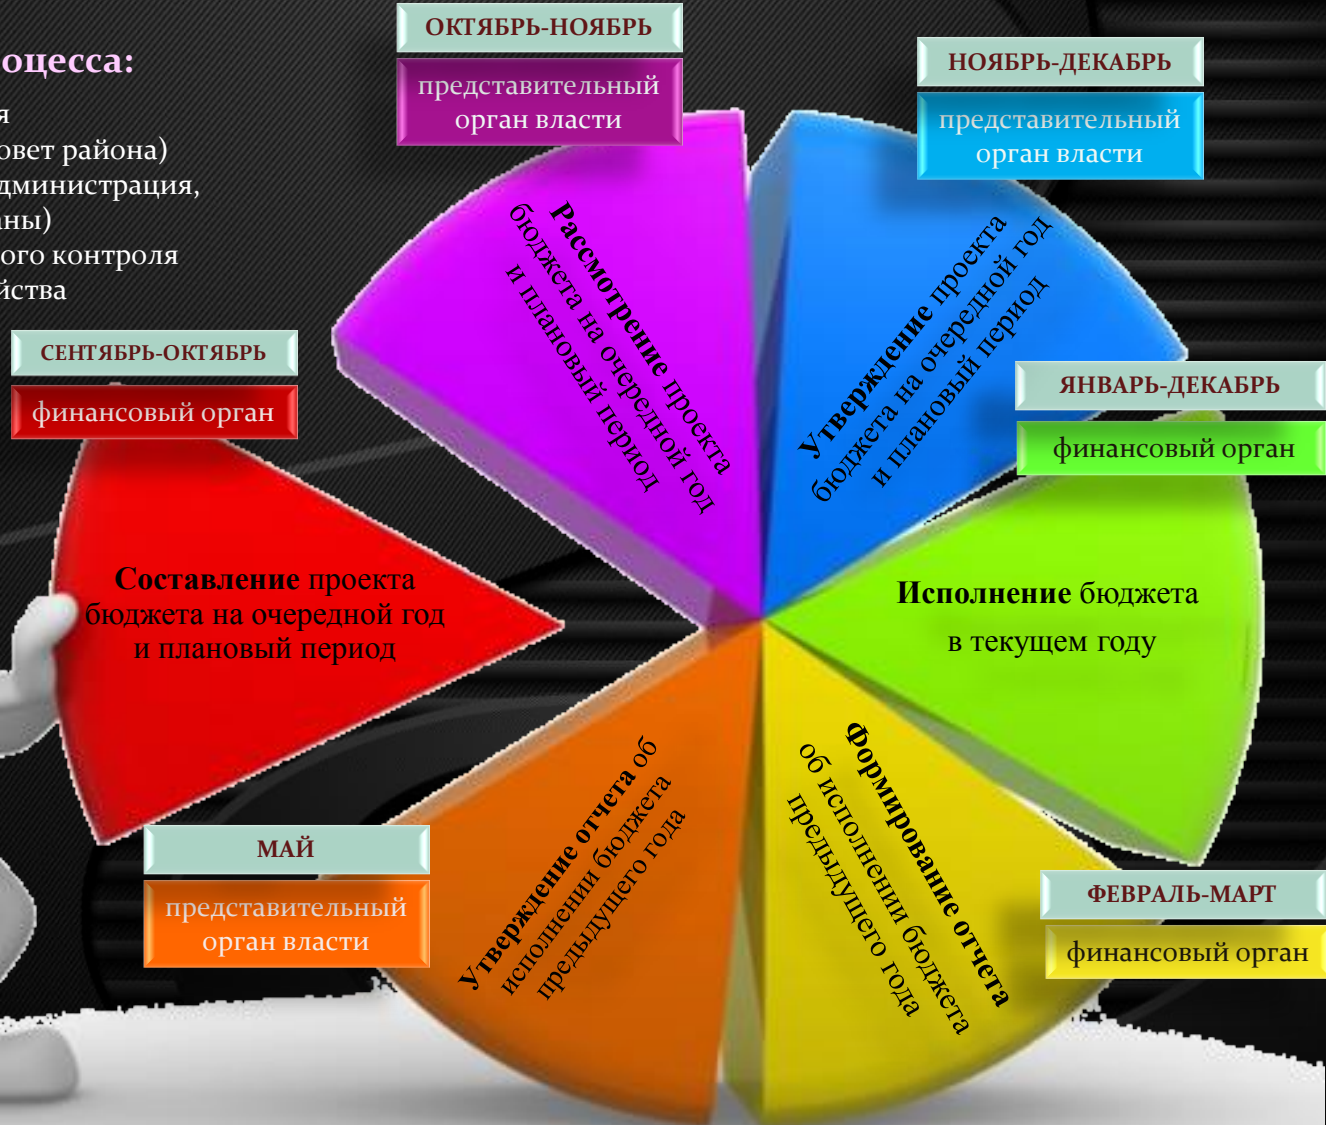 оцесса:
я
овет района)
дминистрация,
аны)
ого контроля
йства
СЕНТЯБРЬ-ОКТЯБРЬ
финансовый орган
Составление проекта
бюджета на очередной год
и плановый период
ОКТЯБРЬ-НОЯБРЬ
представительный
орган власти
Рассмотрение проекта
бюджета на очередной год
и плановый период
НОЯБРЬ-ДЕКАБРЬ
представительный
орган власти
Утверждение проекта
бюджета на очередной год
и плановый период
ЯНВАРЬ-ДЕКАБРЬ
финансовый орган
Исполнение бюджета
в текущем году
ФЕВРАЛЬ-МАРТ
финансовый орган
Формирование отчета
об исполнении бюджета
предыдущего года
МАЙ
представительный
орган власти
Утверждение отчета об
исполнении бюджета
предыдущего года